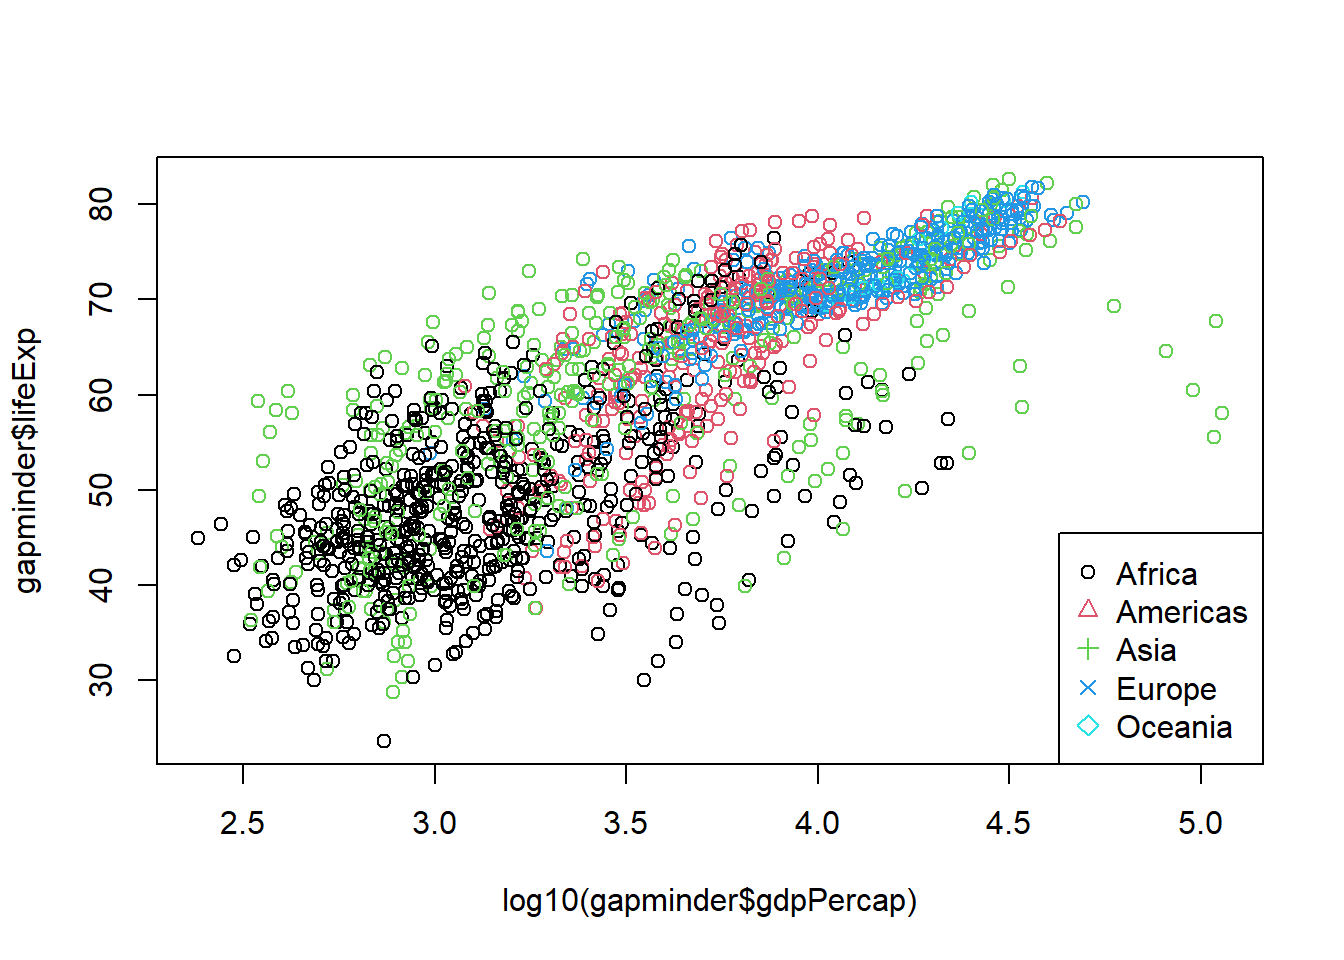 gapminder$lifeExp
80
70
60
50
40
30
2.5 3.0 3.5 4.0 4.5 5.0
log10(gapminder$gdpPercap)
Africa
Americas
Asia
Europe
Oceania